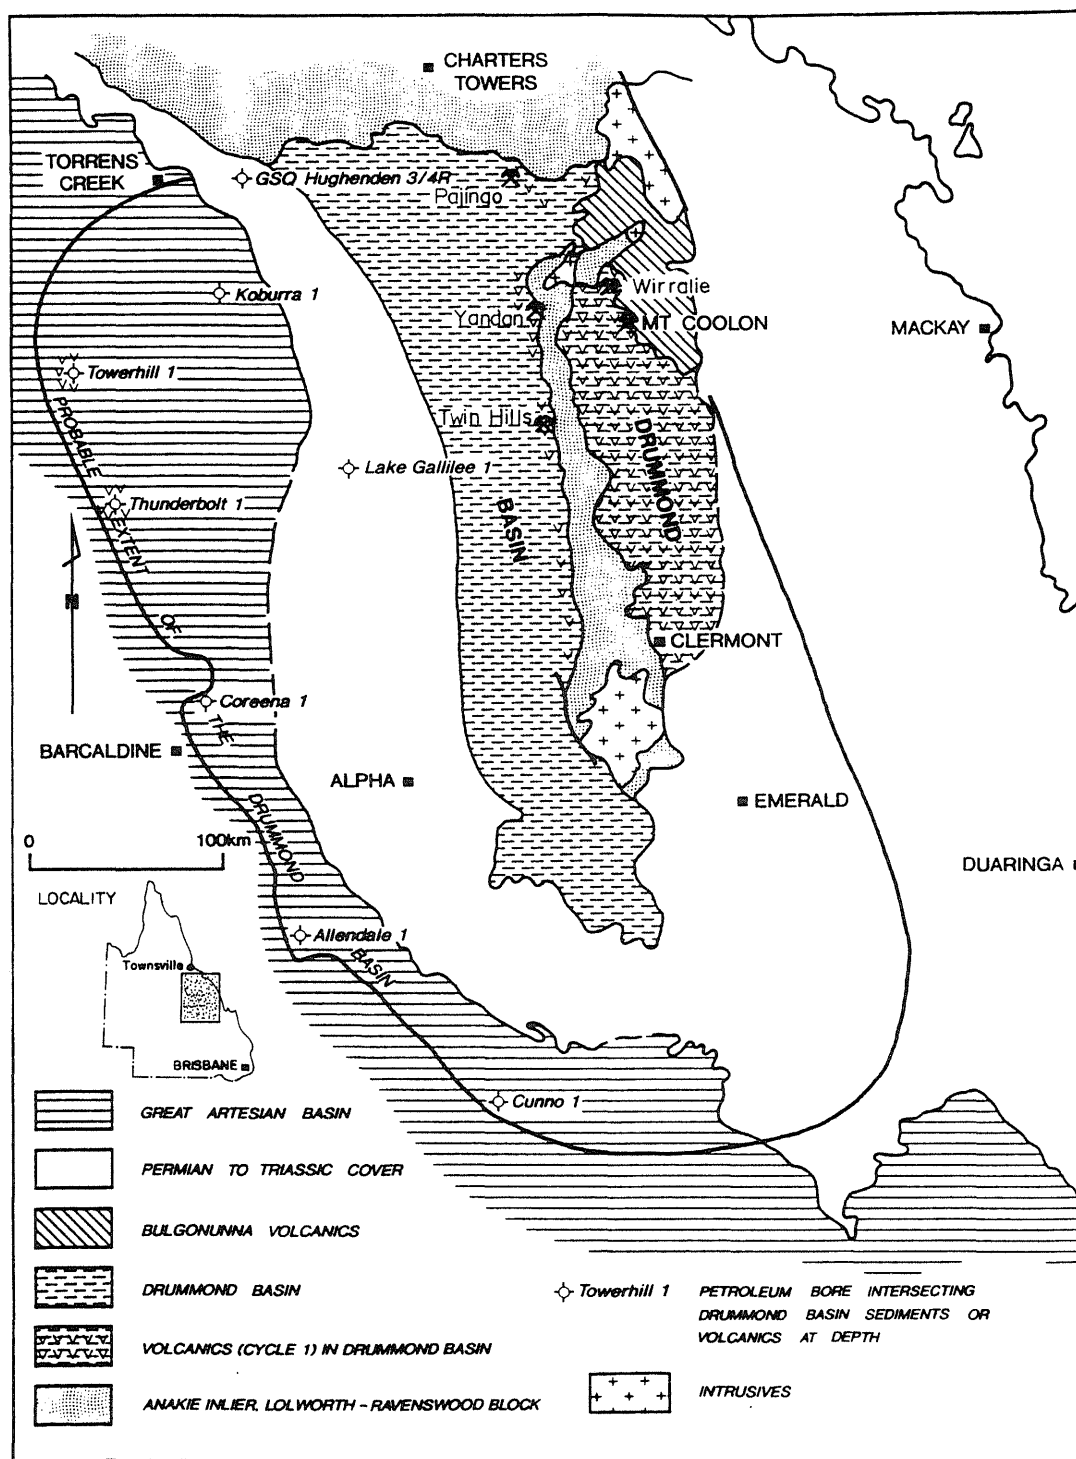 CHARTERS
TOWERS
TORRENS
CREEK
GSQ Hughenden 3/4R
Pajingo
Koburra 1
Wirralie
Yandan
MT COOLON
MACKAY
Towerhill 1
Twin Hills
Lake Gallilee 1
Thunderbolt 1
PROBABLE EXTENT OF THE DRUMMOND BASIN
DRUMMOND
BASIN
CLERMONT
Coreena 1
BARCALDINE
ALPHA
EMERALD
0 100km
DUARINGA
LOCALITY
Townsville
BRISBANE
Allendale 1
Cunno 1
GREAT ARTESIAN BASIN
PERMIAN TO TRIASSIC COVER
BULGONUNNA VOLCANICS
DRUMMOND BASIN
VOLCANICS (CYCLE 1) IN DRUMMOND BASIN
ANAKIE INLIER, LOLWORTH - RAVENSWOOD BLOCK
Towerhill 1 PETROLEUM BORE INTERSECTING
DRUMMOND BASIN SEDIMENTS OR
VOLCANICS AT DEPTH
INTRUSIVES